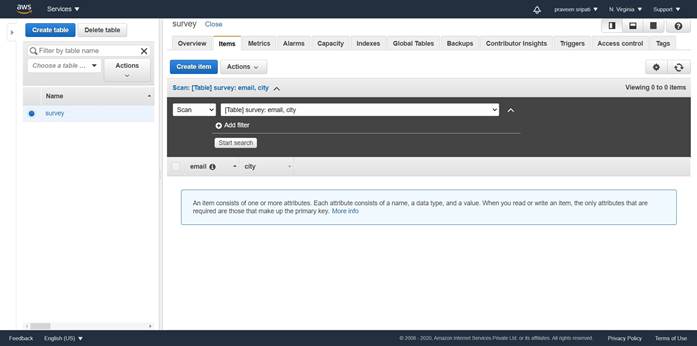 aws Services praveen sripati N. Virginia Support
Create table Delete table
Filter by table name
Choose a table ... Actions
Name
survey
survey Close
Overview Items Metrics Alarms Capacity Indexes Global Tables Backups Contributor Insights Triggers Access control Tags
Create item Actions
Scan: [Table] survey: email, city Viewing 0 to 0 items
Scan [Table] survey: email, city
Add filter
Start search
email city
An item consists of one or more attributes. Each attribute consists of a name, a data type, and a value. When you read or write an item, the only attributes that are
required are those that make up the primary key. More info
Feedback English (US) © 2008 - 2020, Amazon Internet Services Private Ltd. or its affiliates. All rights reserved. Privacy Policy Terms of Use